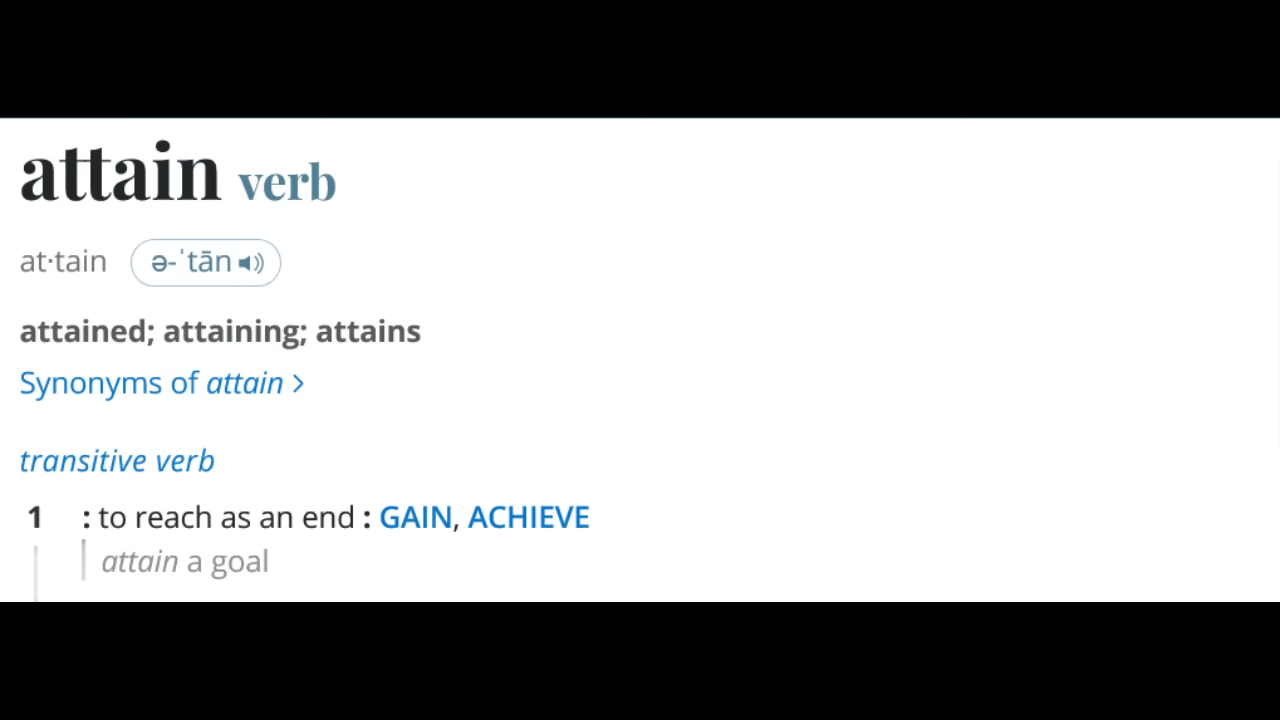 attain verb
at·tain ə-ˈtān
attained; attaining; attains
Synonyms of attain >
transitive verb
1 : to reach as an end : GAIN, ACHIEVE
attain a goal